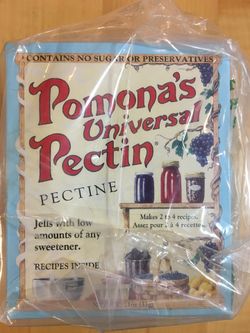 CONTAINS NO SUGAR OR PRESERVATIVES
Pomona's
Universal
Pectin®
PECTINE
Makes 2 to 4 recipes.
Assez pour 2 à 4 recettes.
Jells with low
amounts of any
sweetener.
RECIPES INSIDE